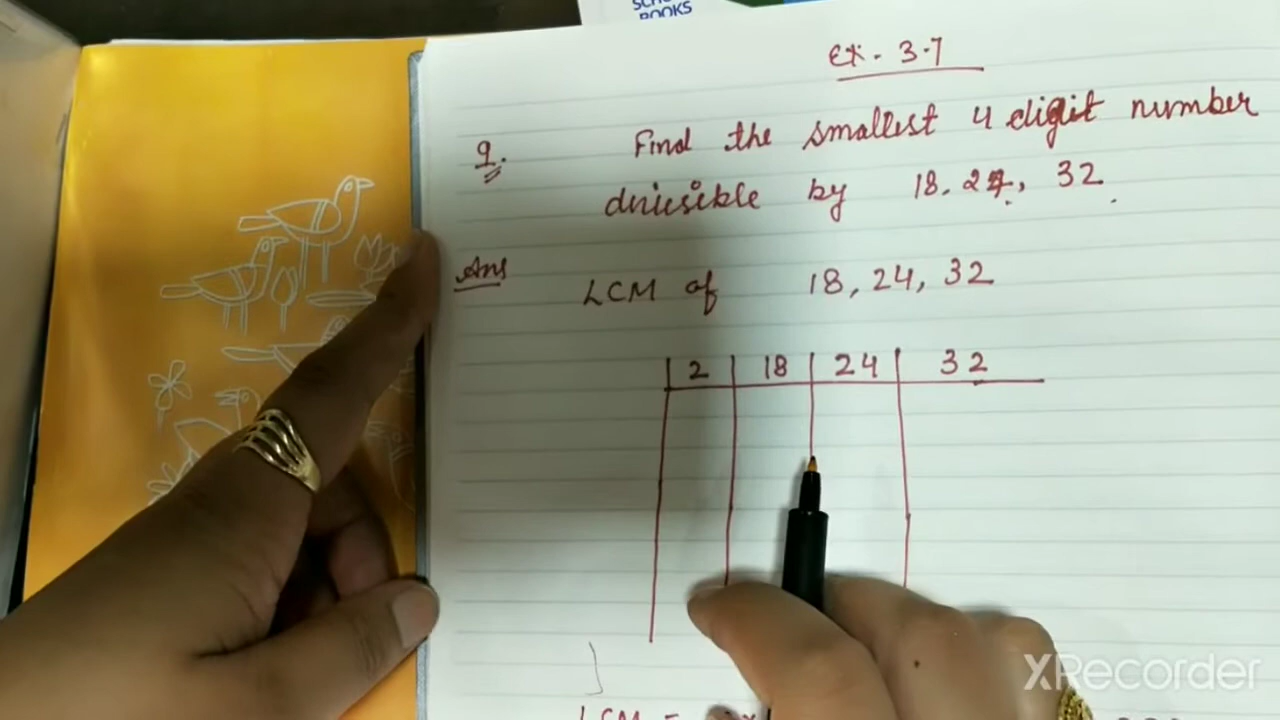 BOOKS
Ex. 3.7
9. Find the smallest 4 digit number
divisible by 18, 24, 32.
Ans LCM of 18, 24, 32
2 18 24 32
LCM =
XRecorder